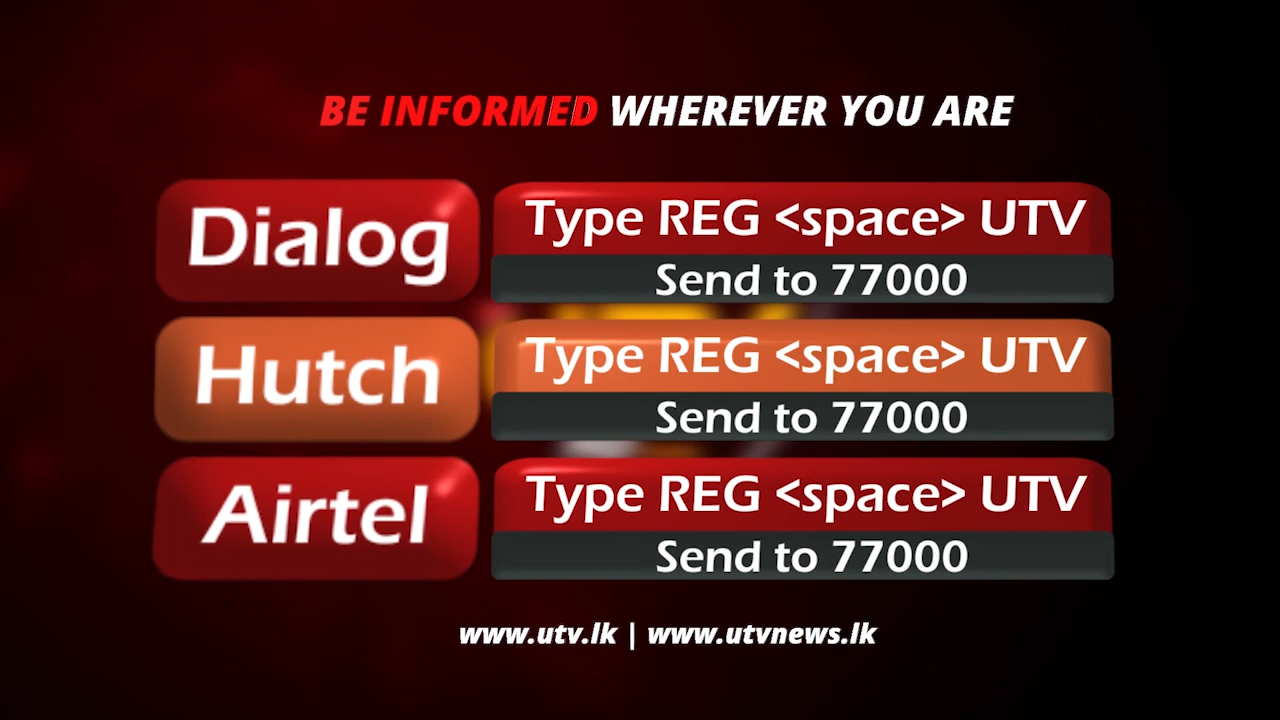 BE INFORMED WHEREVER YOU ARE
Dialog
Type REG <space> UTV
Send to 77000
Hutch
Type REG <space> UTV
Send to 77000
Airtel
Type REG <space> UTV
Send to 77000
www.utv.lk | www.utvnews.lk